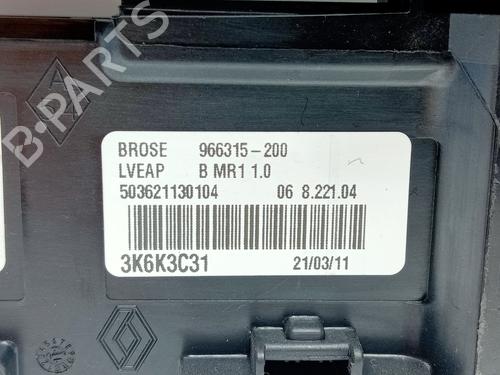 BROSE 966315-200
LVEAP B MR1 1.0
503621130104 06 8.221.04
3K6K3C31 21/03/11
B-PARTS